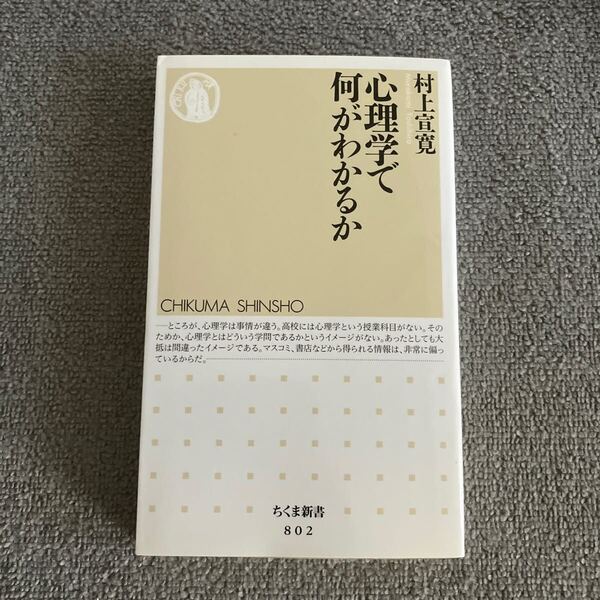 村上宣寛
心理学で
何がわかるか
CHIKUMA SHINSHO
──ところが、心理学は事情が違う。高校には心理学という授業科目がない。その
ためか、心理学とはどういう学問であるかというイメージがない。あったとしても大
抵は間違ったイメージである。マスコミ、書店などから得られる情報は、非常に偏っ
ているからだ。
ちくま新書
802